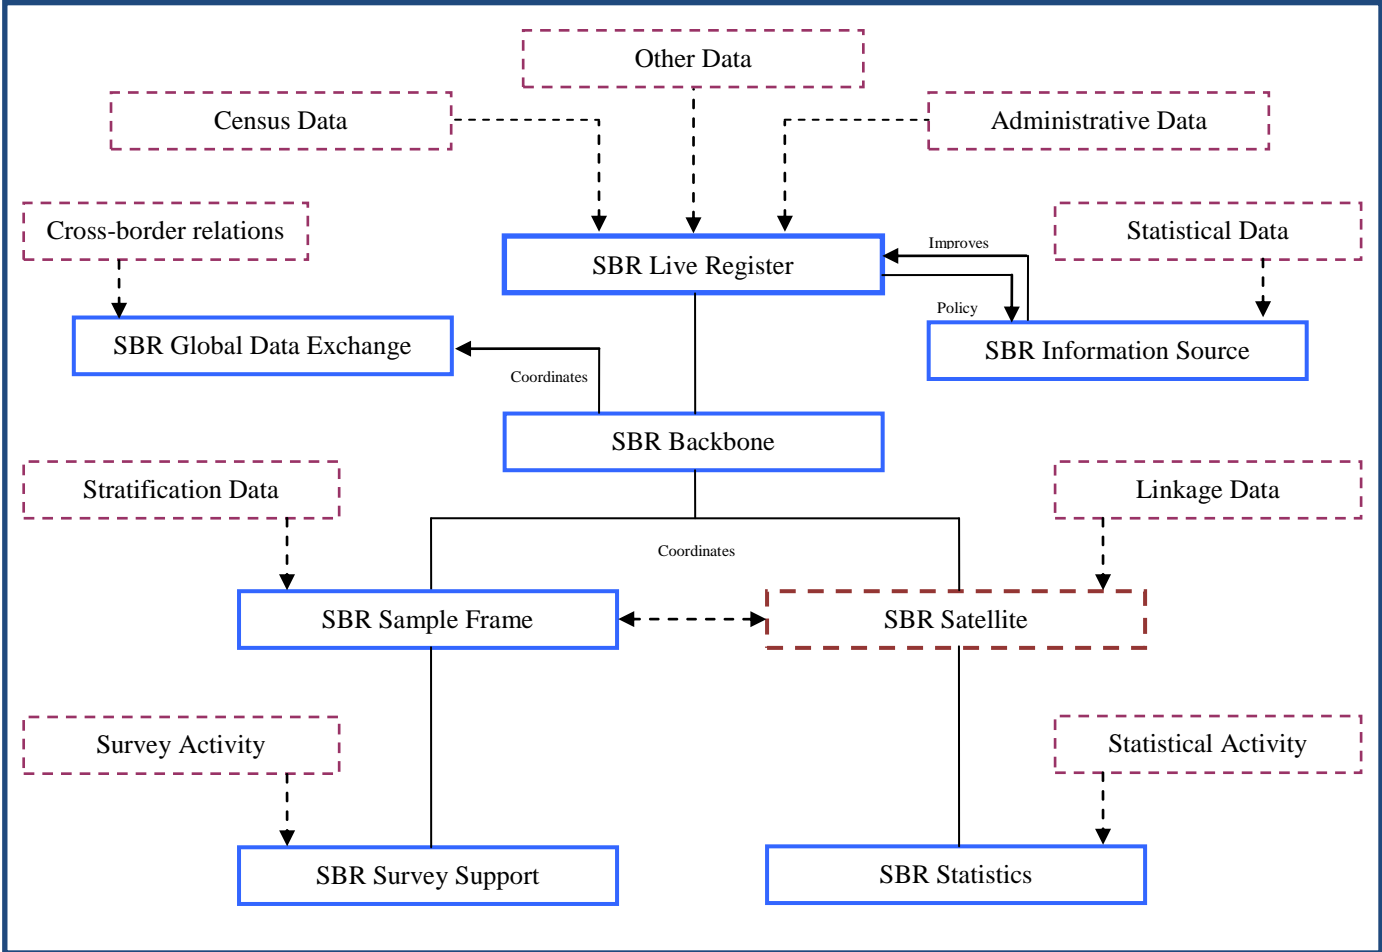 Other Data
Census Data
Administrative Data
Cross-border relations
Statistical Data
Improves
SBR Live Register
Policy
SBR Global Data Exchange
SBR Information Source
Coordinates
SBR Backbone
Stratification Data
Linkage Data
Coordinates
SBR Sample Frame
SBR Satellite
Survey Activity
Statistical Activity
SBR Survey Support
SBR Statistics